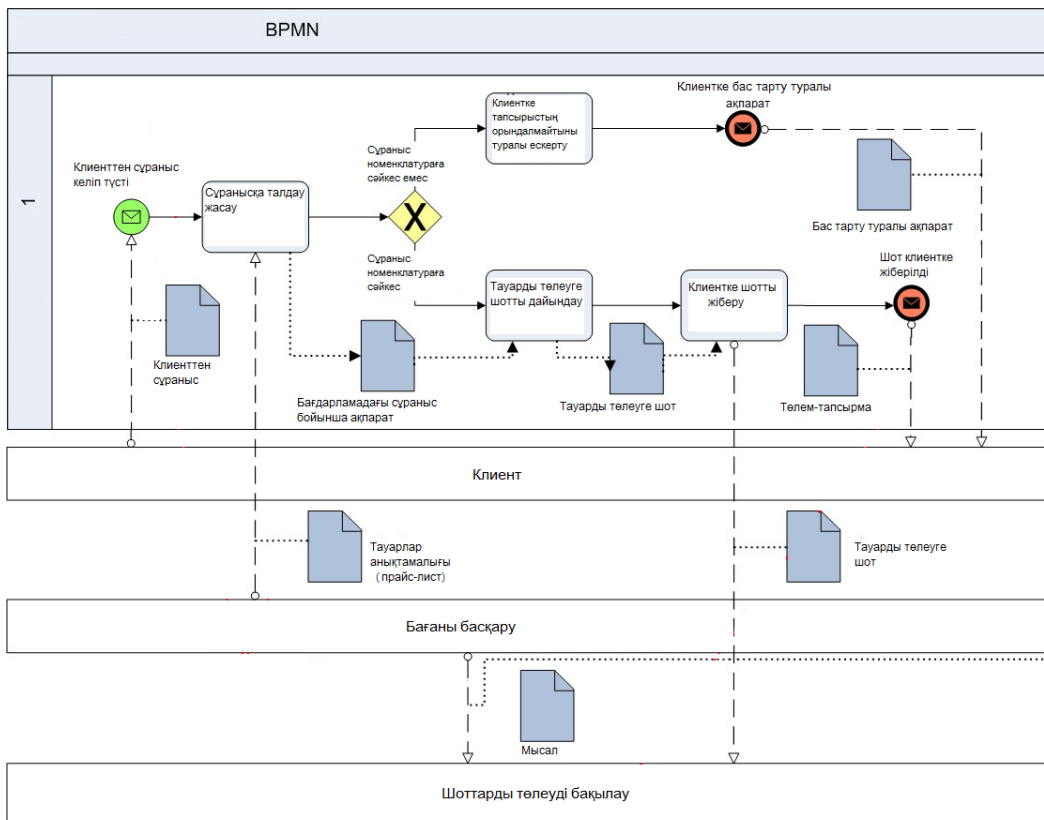 BPMN
1
Клиенттен сұраныс
келіп түсті
Сұранысқа талдау
жасау
Сұраныс
номенклатураға
сәйкес емес
X
Сұраныс
номенклатураға
сәйкес
Клиентке
тапсырыстың
орындалмайтыны
туралы ескерту
Клиентке бас тарту туралы
ақпарат
Бас тарту туралы ақпарат
Тауарды төлеуге
шотты дайындау
Клиентке шотты
жіберу
Шот клиентке
жіберілді
Клиенттен
сұраныс
Бағдарламадағы сұраныс
бойынша ақпарат
Тауарды төлеуге шот
Төлем-тапсырма
Клиент
Тауарлар
анықтамалығы
(прайс-лист)
Тауарды төлеуге
шот
Бағаны басқару
Мысал
Шоттарды төлеуді бақылау